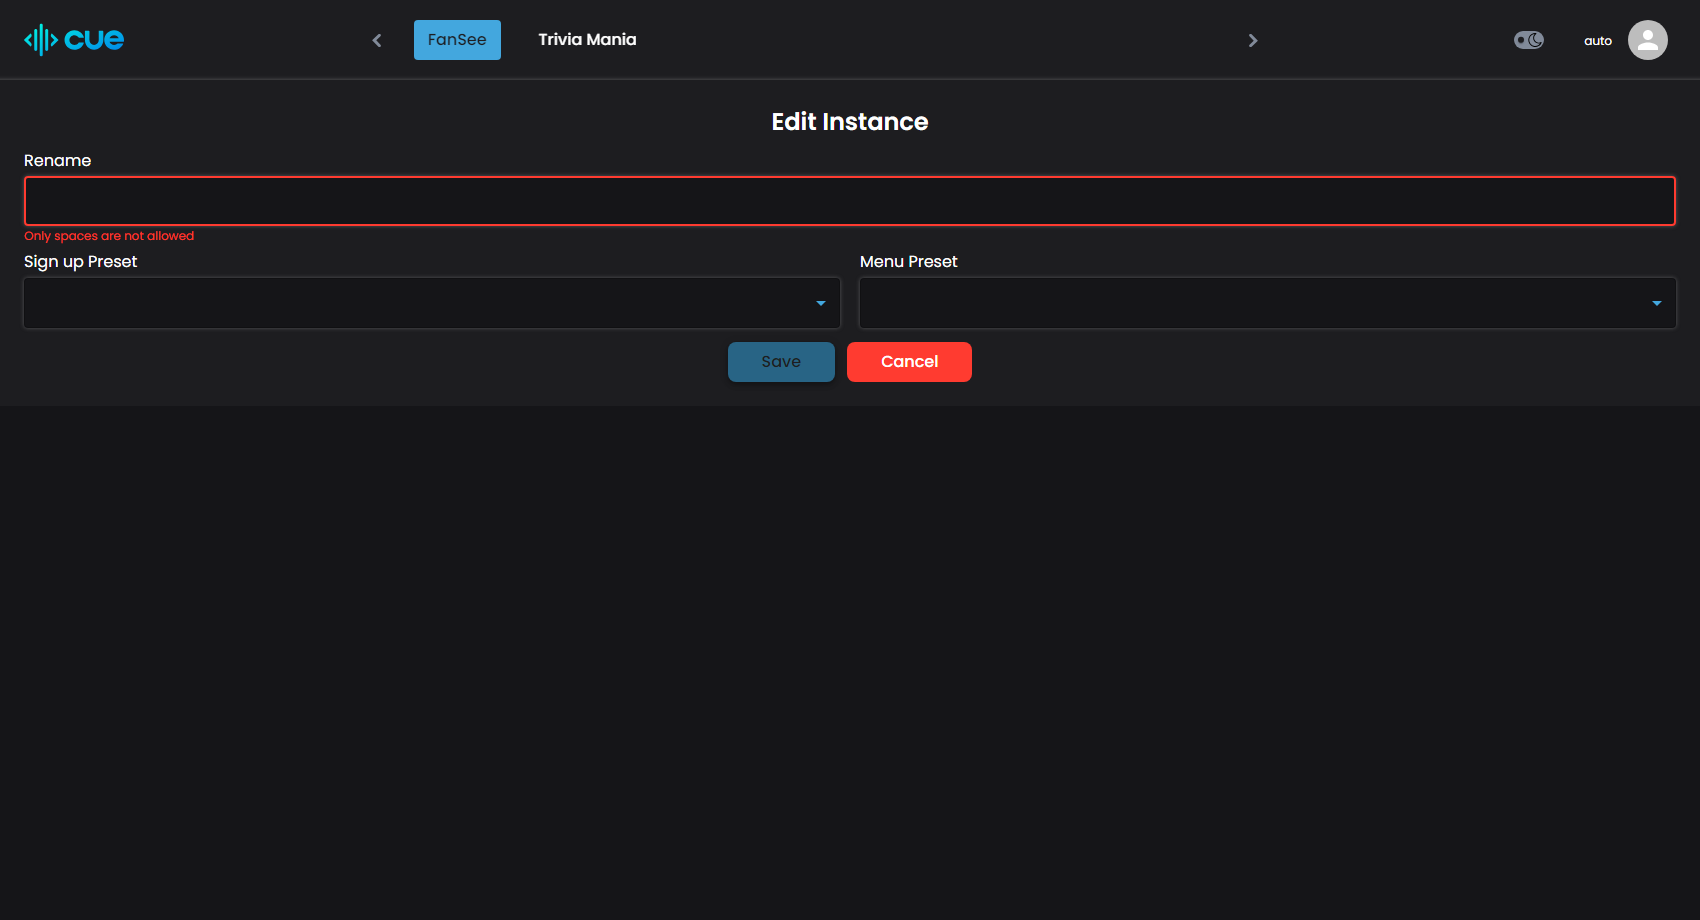 cue
FanSee
Trivia Mania
auto
Edit Instance
Rename
Only spaces are not allowed
Sign up Preset
Menu Preset
Save
Cancel